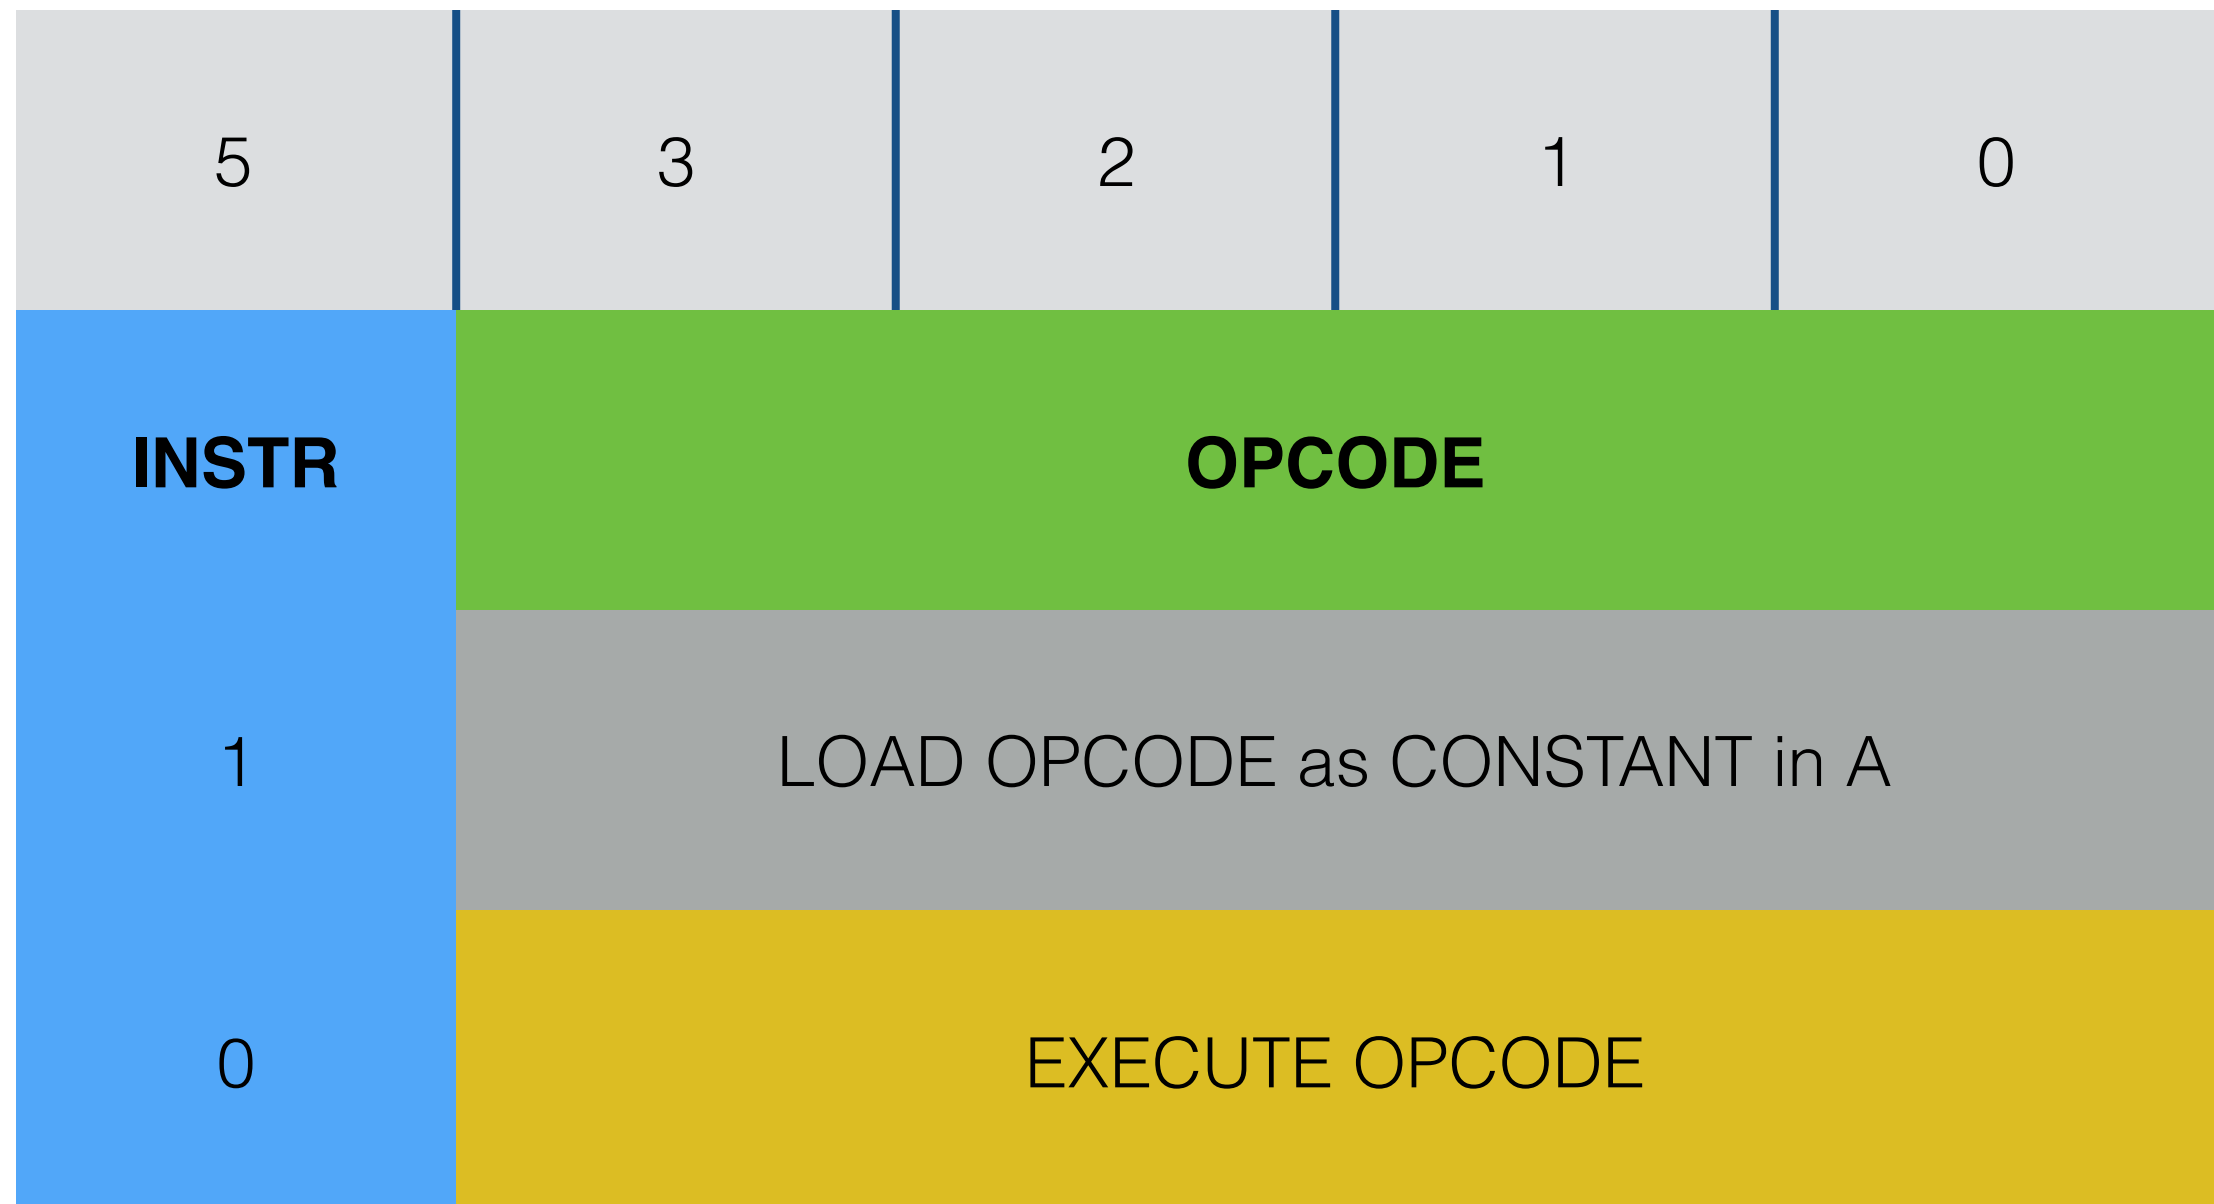 5 3 2 1 0
INSTR OPCODE
1 LOAD OPCODE as CONSTANT in A
0 EXECUTE OPCODE